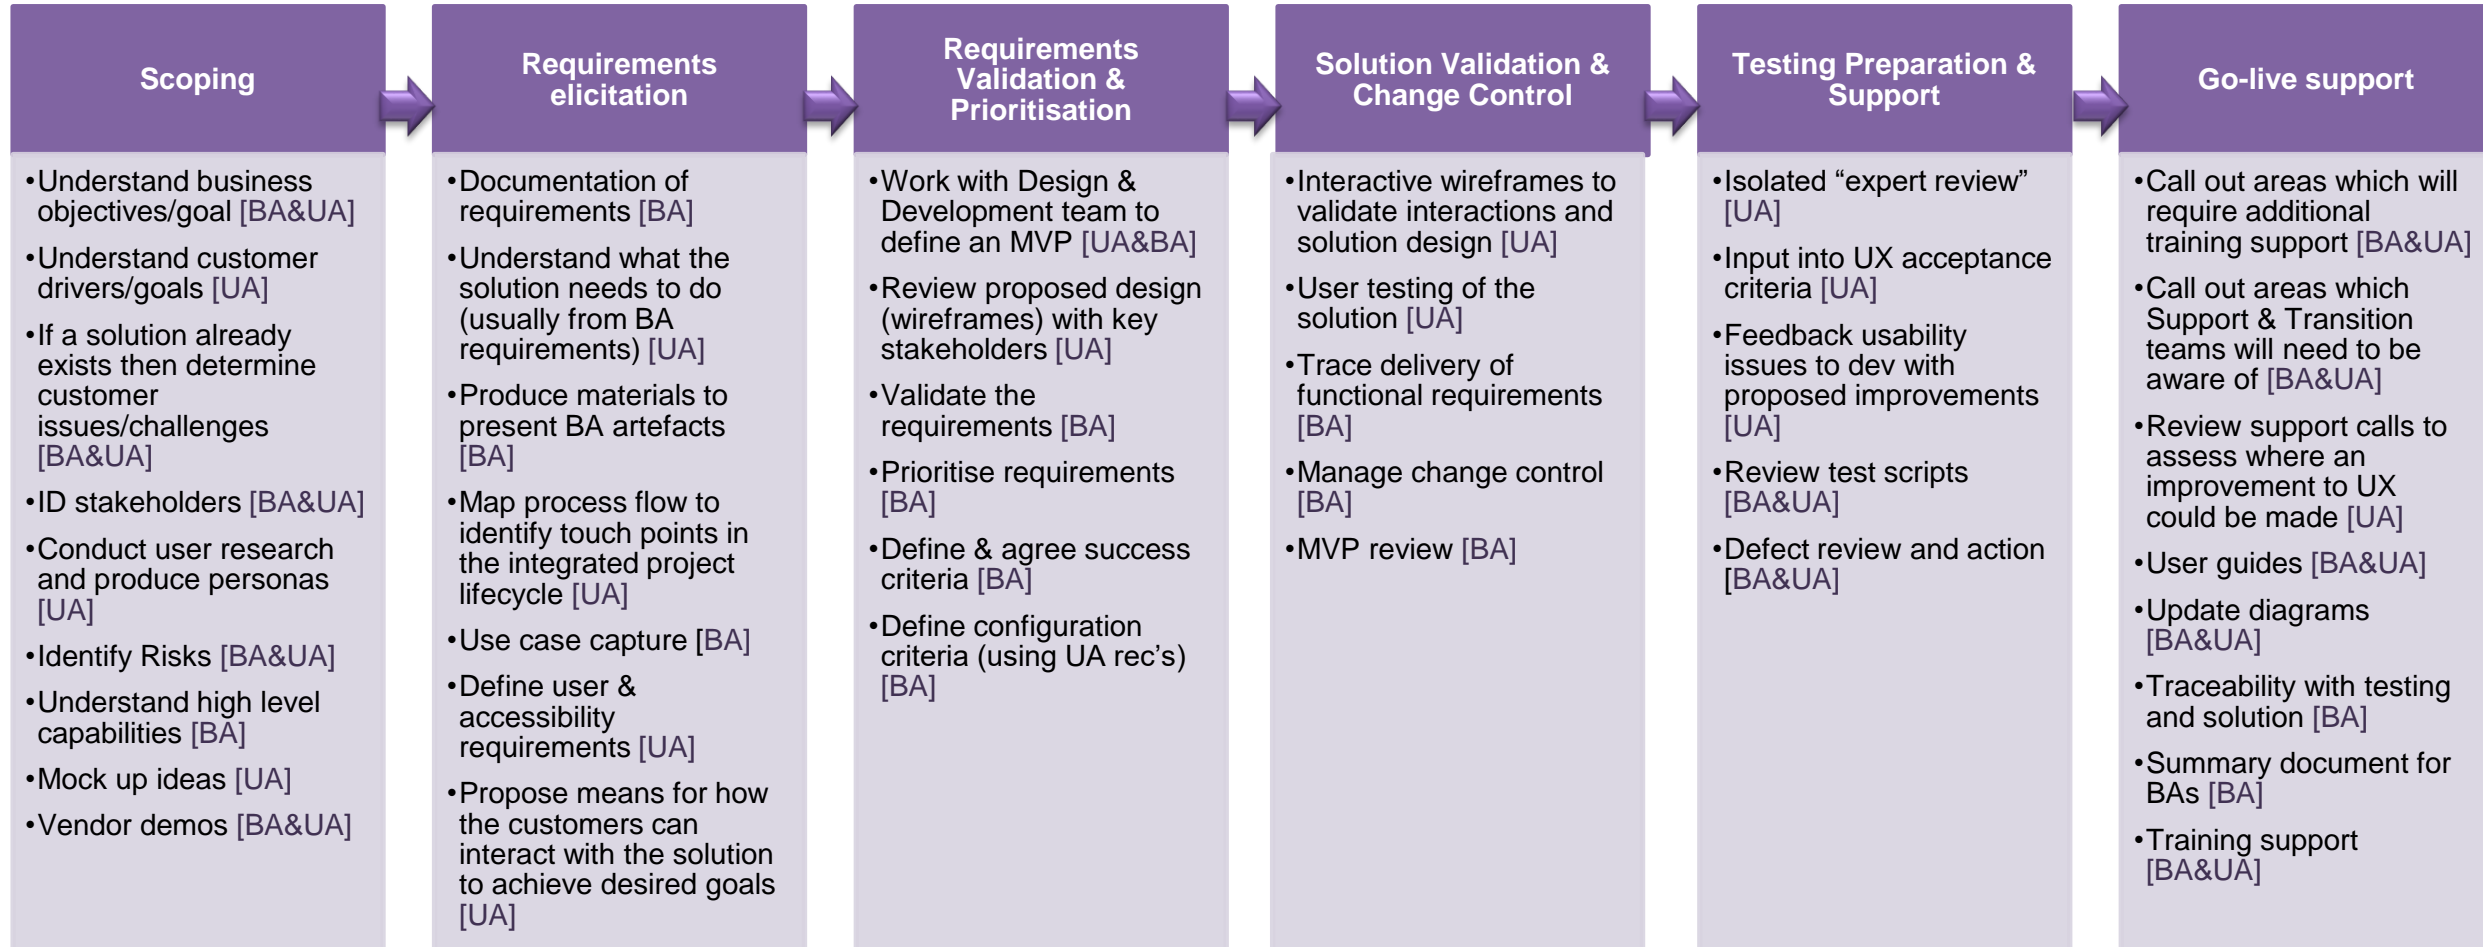 Scoping
•Understand business
objectives/goal [BA&UA]
•Understand customer
drivers/goals [UA]
•If a solution already
exists then determine
customer
issues/challenges
[BA&UA]
•ID stakeholders [BA&UA]
•Conduct user research
and produce personas
[UA]
•Identify Risks [BA&UA]
•Understand high level
capabilities [BA]
•Mock up ideas [UA]
•Vendor demos [BA&UA]
Requirements
elicitation
•Documentation of
requirements [BA]
•Understand what the
solution needs to do
(usually from BA
requirements) [UA]
•Produce materials to
present BA artefacts
[BA]
•Map process flow to
identify touch points in
the integrated project
lifecycle [UA]
•Use case capture [BA]
•Define user &
accessibility
requirements [UA]
•Propose means for how
the customers can
interact with the solution
to achieve desired goals
[UA]
Requirements
Validation &
Prioritisation
•Work with Design &
Development team to
define an MVP [UA&BA]
•Review proposed design
(wireframes) with key
stakeholders [UA]
•Validate the
requirements [BA]
•Prioritise requirements
[BA]
•Define & agree success
criteria [BA]
•Define configuration
criteria (using UA rec's)
[BA]
Solution Validation &
Change Control
•Interactive wireframes to
validate interactions and
solution design [UA]
•User testing of the
solution [UA]
•Trace delivery of
functional requirements
[BA]
•Manage change control
[BA]
•MVP review [BA]
Testing Preparation &
Support
•Isolated “expert review”
[UA]
•Input into UX acceptance
criteria [UA]
•Feedback usability
issues to dev with
proposed improvements
[UA]
•Review test scripts
[BA&UA]
•Defect review and action
[BA&UA]
Go-live support
•Call out areas which will
require additional
training support [BA&UA]
•Call out areas which
Support & Transition
teams will need to be
aware of [BA&UA]
•Review support calls to
assess where an
improvement to UX
could be made [UA]
•User guides [BA&UA]
•Update diagrams
[BA&UA]
•Traceability with testing
and solution [BA]
•Summary document for
BAs [BA]
•Training support
[BA&UA]